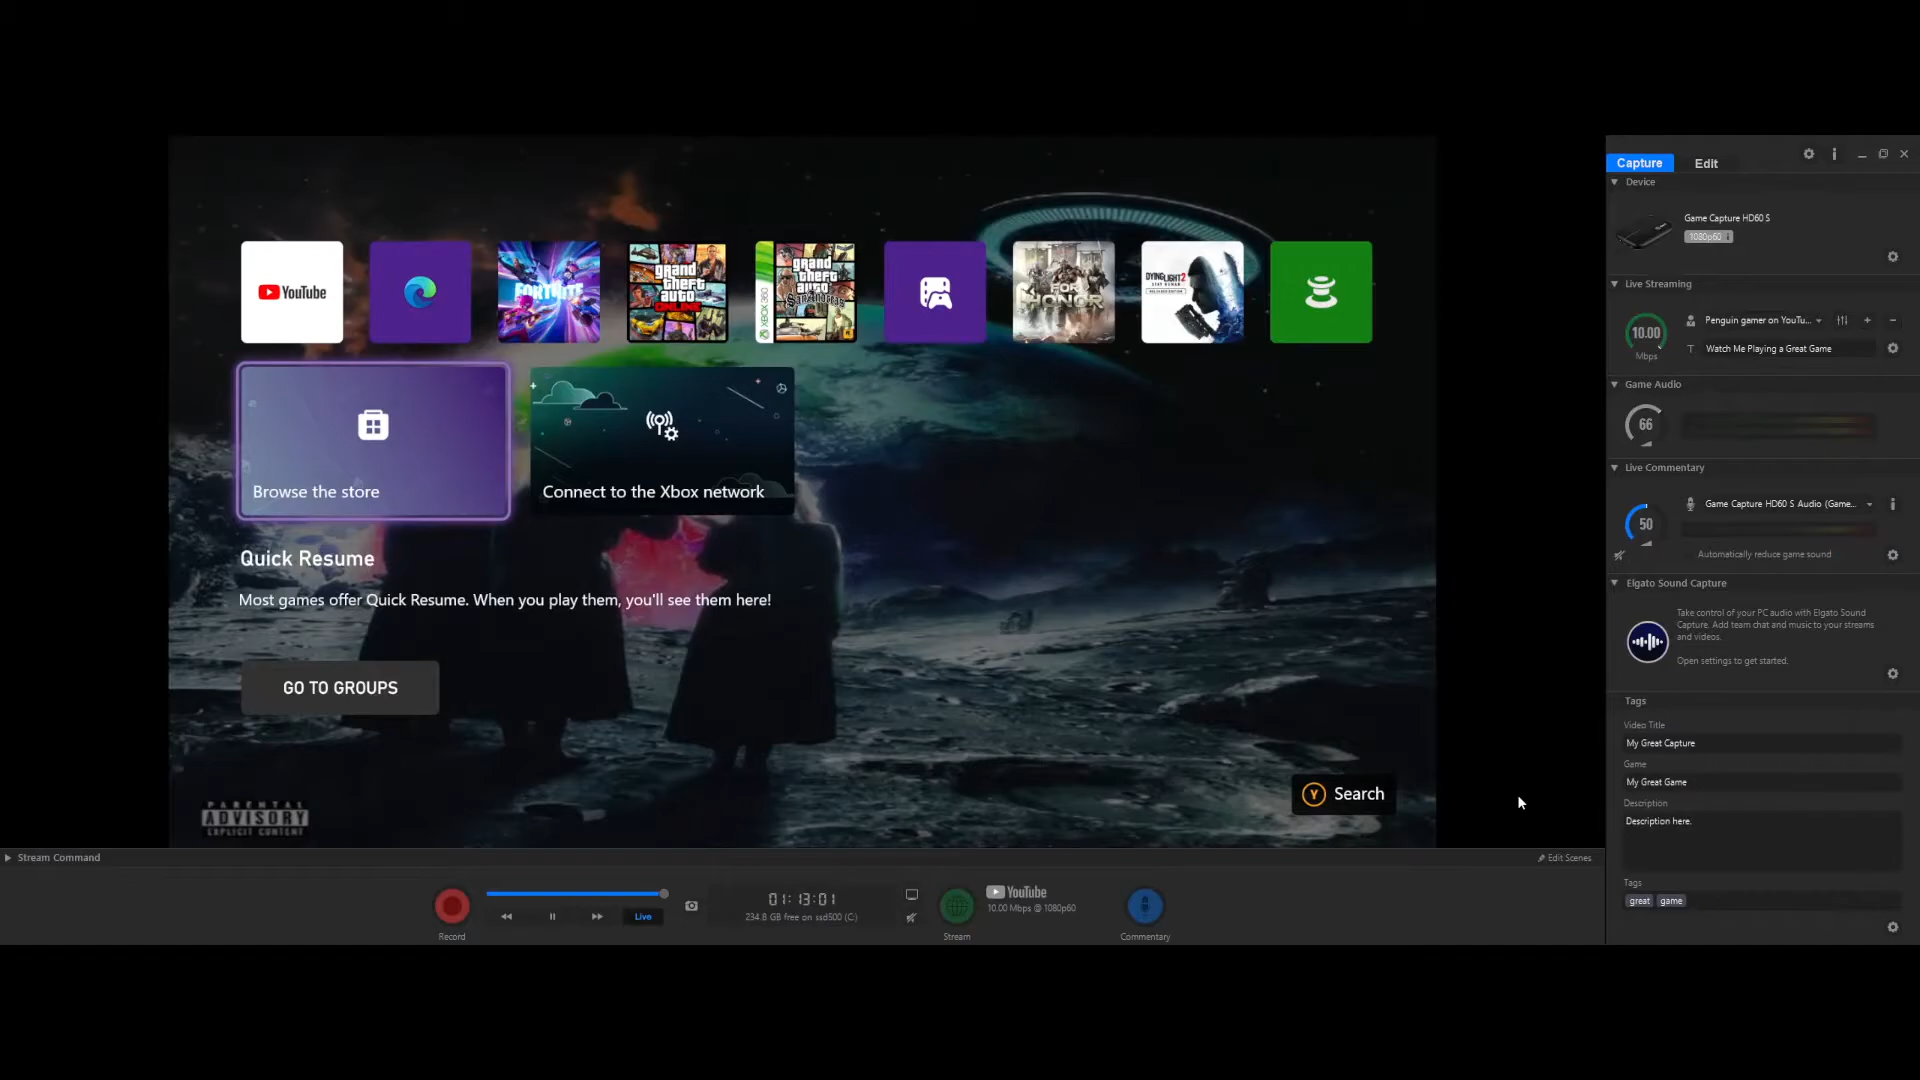 YouTube
FORTNITE
grand
theft
auto
ONLINE
XBOX 360
grand
theft
auto
San Andreas
FOR
HONOR
DYING LIGHT 2
STAY HUMAN
Browse the store
Connect to the Xbox network
Quick Resume
Most games offer Quick Resume. When you play them, you'll see them here!
GO TO GROUPS
PARENTAL
ADVISORY
EXPLICIT CONTENT
Y Search
Stream Command
Edit Scenes
Record
Live
01:13:01
234.8 GB free on ssd500 (C)
Stream
YouTube
10.00 Mbps @ 1080p60
Commentary
Capture
Edit
Device
Game Capture HD60 S
1080p60
Live Streaming
10.00
Mbps
Penguin gamer on YouTu...
Watch Me Playing a Great Game
Game Audio
66
Live Commentary
50
Game Capture HD60 S Audio (Game...
Automatically reduce game sound
Elgato Sound Capture
Take control of your PC audio with Elgato Sound
Capture. Add team chat and music to your streams
and videos.
Open settings to get started.
Tags
Video Title
My Great Capture
Game
My Great Game
Description
Description here.
Tags
great game